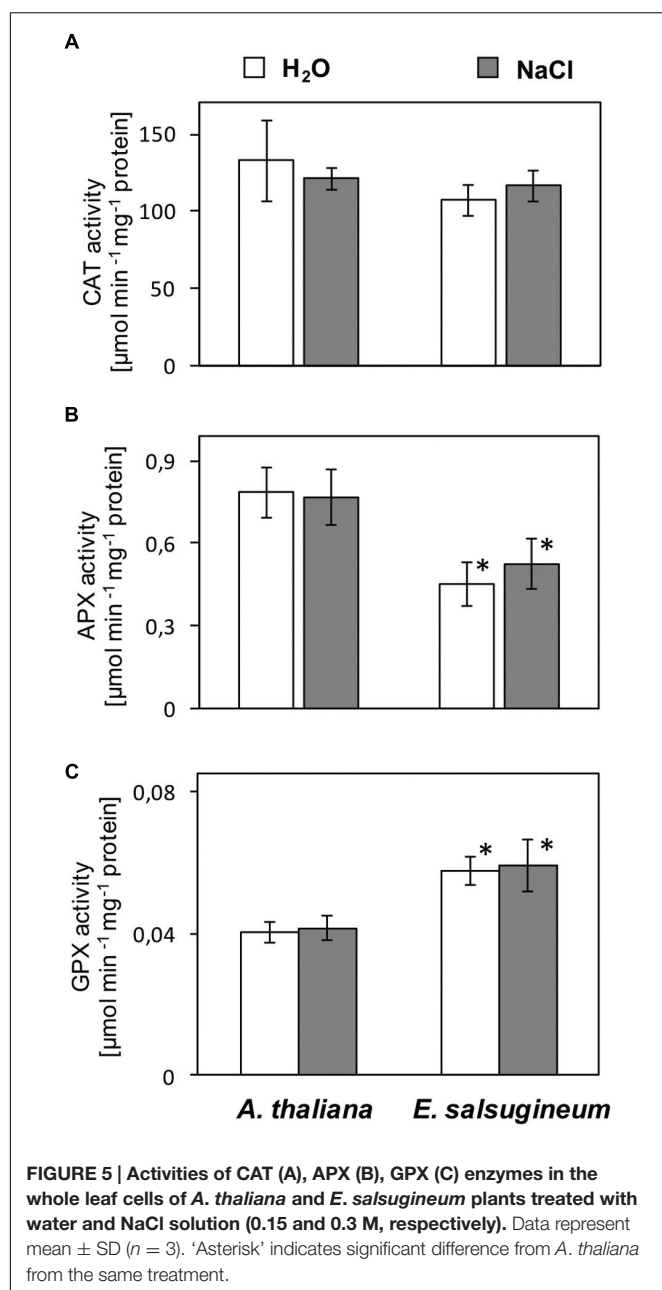 A
H₂O NaCl
CAT activity
[µmol min ⁻¹ mg⁻¹ protein]
150
100
50
0
B
APX activity
[µmol min ⁻¹ mg⁻¹ protein]
0,9
0,6
0,3
0
* *
C
GPX activity
[µmol min ⁻¹ mg⁻¹ protein]
0,08
0,04
0
* *
A. thaliana E. salsugineum
FIGURE 5 | Activities of CAT (A), APX (B), GPX (C) enzymes in the
whole leaf cells of A. thaliana and E. salsugineum plants treated with
water and NaCl solution (0.15 and 0.3 M, respectively). Data represent
mean ± SD (n = 3). ‘Asterisk’ indicates significant difference from A. thaliana
from the same treatment.